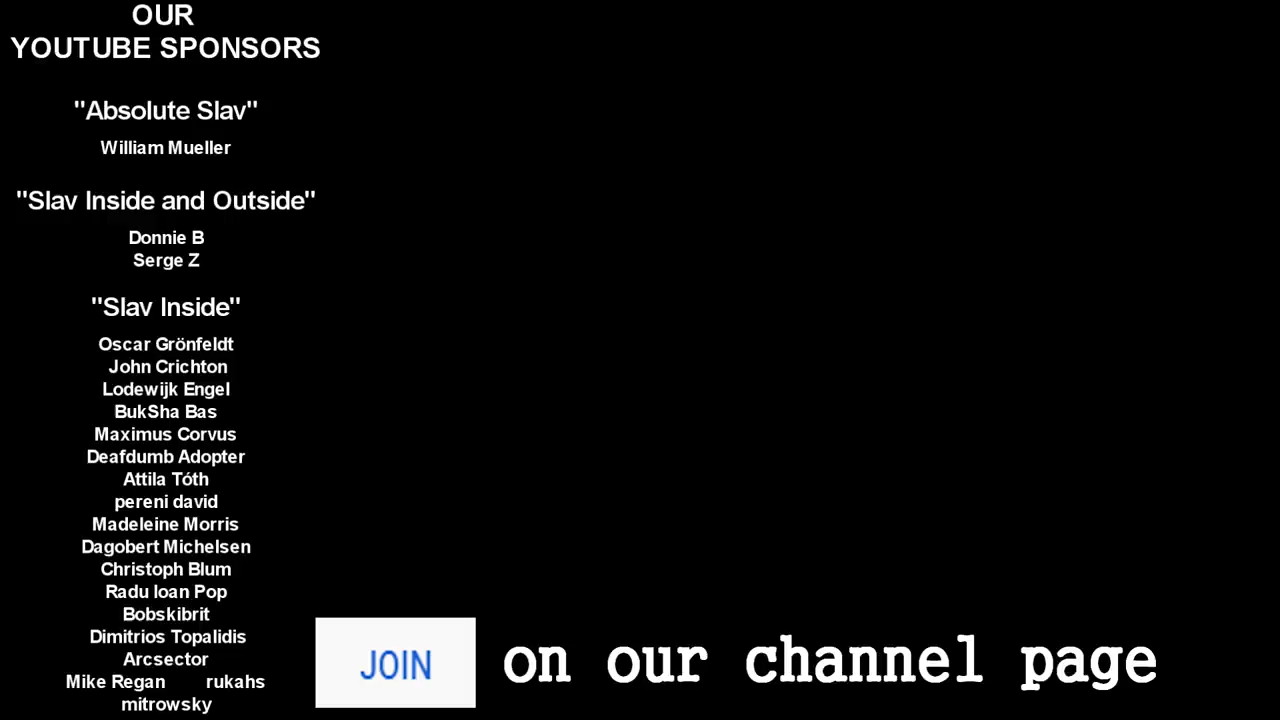 OUR
YOUTUBE SPONSORS
"Absolute Slav"
William Mueller
"Slav Inside and Outside"
Donnie B
Serge Z
"Slav Inside"
Oscar Grönfeldt
John Crichton
Lodewijk Engel
BukSha Bas
Maximus Corvus
Deafdumb Adopter
Attila Tóth
pereni david
Madeleine Morris
Dagobert Michelsen
Christoph Blum
Radu Ioan Pop
Bobskibrit
Dimitrios Topalidis
Arcsector
Mike Regan rukahs
mitrowsky
JOIN on our channel page